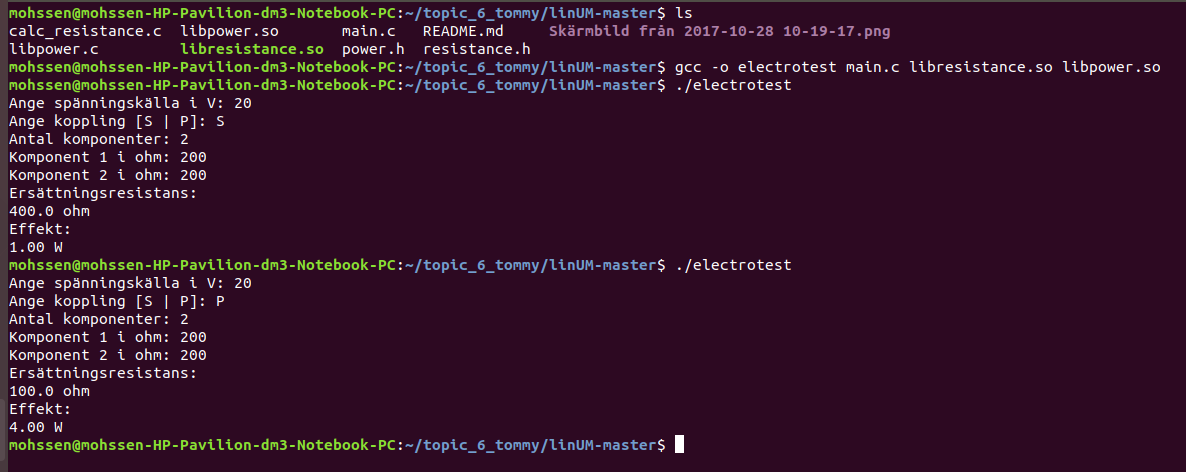 mohssen@mohssen-HP-Pavilion-dm3-Notebook-PC:~/topic_6_tommy/linUM-master$ ls
calc_resistance.c libpower.so main.c README.md Skärmbild från 2017-10-28 10-19-17.png
libpower.c libresistance.so power.h resistance.h
mohssen@mohssen-HP-Pavilion-dm3-Notebook-PC:~/topic_6_tommy/linUM-master$ gcc -o electrotest main.c libresistance.so libpower.so
mohssen@mohssen-HP-Pavilion-dm3-Notebook-PC:~/topic_6_tommy/linUM-master$ ./electrotest
Ange spänningskälla i V: 20
Ange koppling [S | P]: S
Antal komponenter: 2
Komponent 1 i ohm: 200
Komponent 2 i ohm: 200
Ersättningsresistans:
400.0 ohm
Effekt:
1.00 W
mohssen@mohssen-HP-Pavilion-dm3-Notebook-PC:~/topic_6_tommy/linUM-master$ ./electrotest
Ange spänningskälla i V: 20
Ange koppling [S | P]: P
Antal komponenter: 2
Komponent 1 i ohm: 200
Komponent 2 i ohm: 200
Ersättningsresistans:
100.0 ohm
Effekt:
4.00 W
mohssen@mohssen-HP-Pavilion-dm3-Notebook-PC:~/topic_6_tommy/linUM-master$